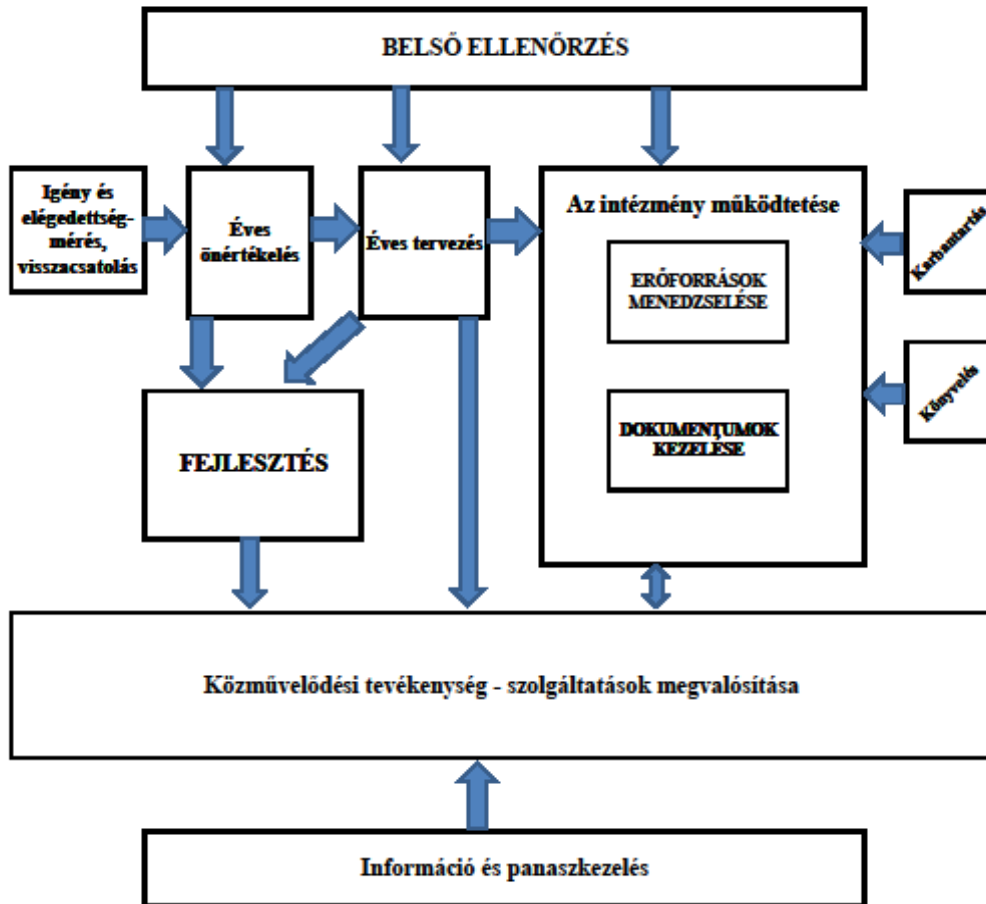 BELSŐ ELLENŐRZÉS
Igény és
elégedettség-
mérés,
visszacsatolás
Éves
önértékelés
Éves tervezés
Az intézmény működtetése
ERŐFORRÁSOK
MENEDZSELÉSE
DOKUMENTUMOK
KEZELÉSE
Karbantartás
Könyvelés
FEJLESZTÉS
Közművelődési tevékenység - szolgáltatások megvalósítása
Információ és panaszkezelés